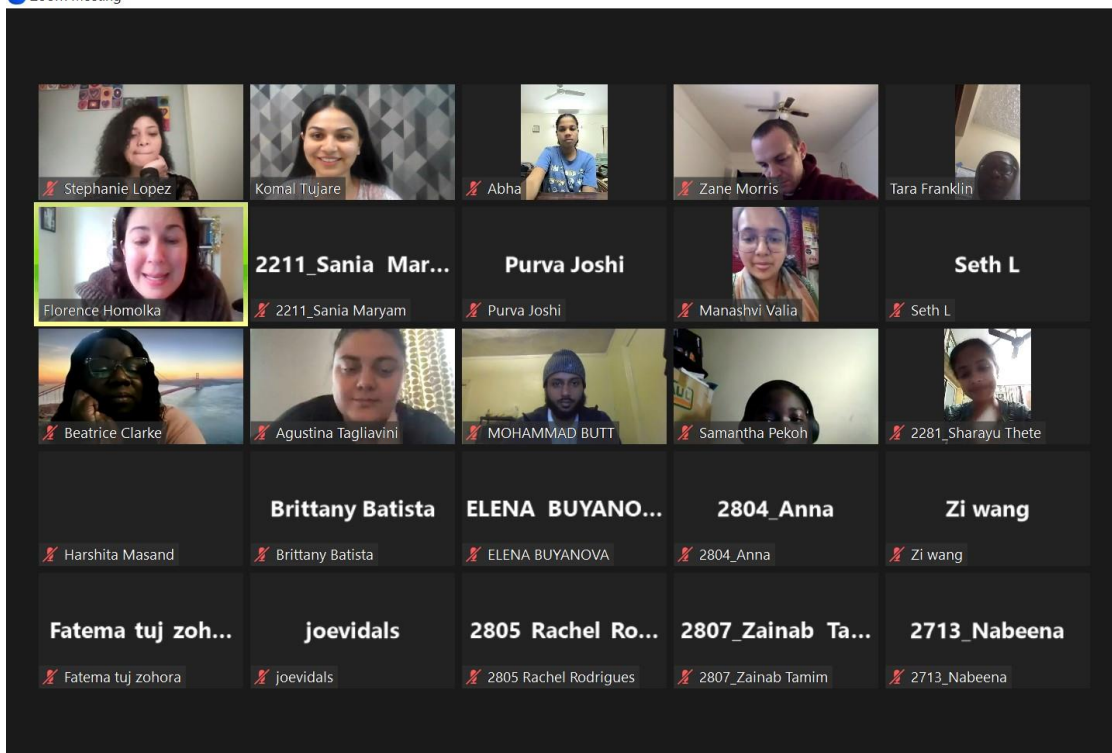 Zoom Meeting
Stephanie Lopez
Komal Tujare
Abha
Zane Morris
Tara Franklin
Florence Homolka
2211_Sania Mar...
2211_Sania Maryam
Purva Joshi
Purva Joshi
Manashvi Valia
Seth L
Seth L
Beatrice Clarke
Agustina Tagliavini
MOHAMMAD BUTT
Samantha Pekoh
2281_Sharayu Thete
Harshita Masand
Brittany Batista
Brittany Batista
ELENA BUYANO...
ELENA BUYANOVA
2804_Anna
2804_Anna
Zi wang
Zi wang
Fatema tuj zoh...
Fatema tuj zohora
joevidals
joevidals
2805 Rachel Ro...
2805 Rachel Rodrigues
2807_Zainab Ta...
2807_Zainab Tamim
2713_Nabeena
2713_Nabeena